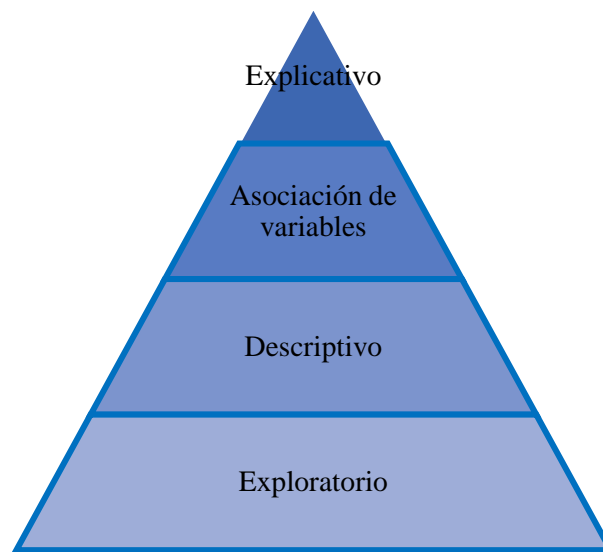 Explicativo
Asociación de
variables
Descriptivo
Exploratorio